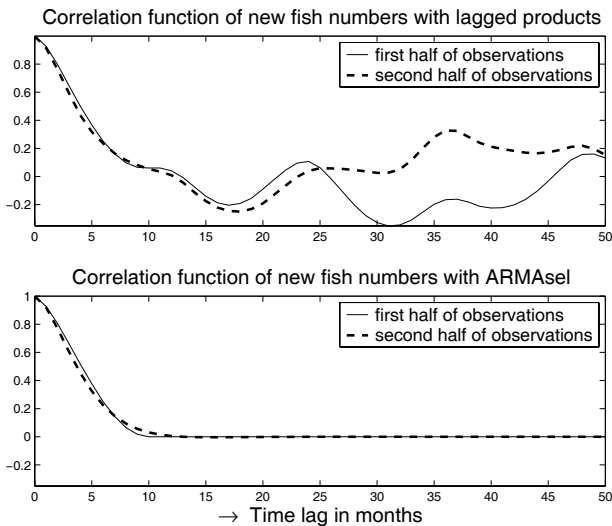 Correlation function of new fish numbers with lagged products
first half of observations
second half of observations
0.8
0.6
0.4
0.2
0
−0.2
0 5 10 15 20 25 30 35 40 45 50
Correlation function of new fish numbers with ARMAsel
first half of observations
second half of observations
1
0.8
0.6
0.4
0.2
0
−0.2
0 5 10 15 20 25 30 35 40 45 50
→ Time lag in months